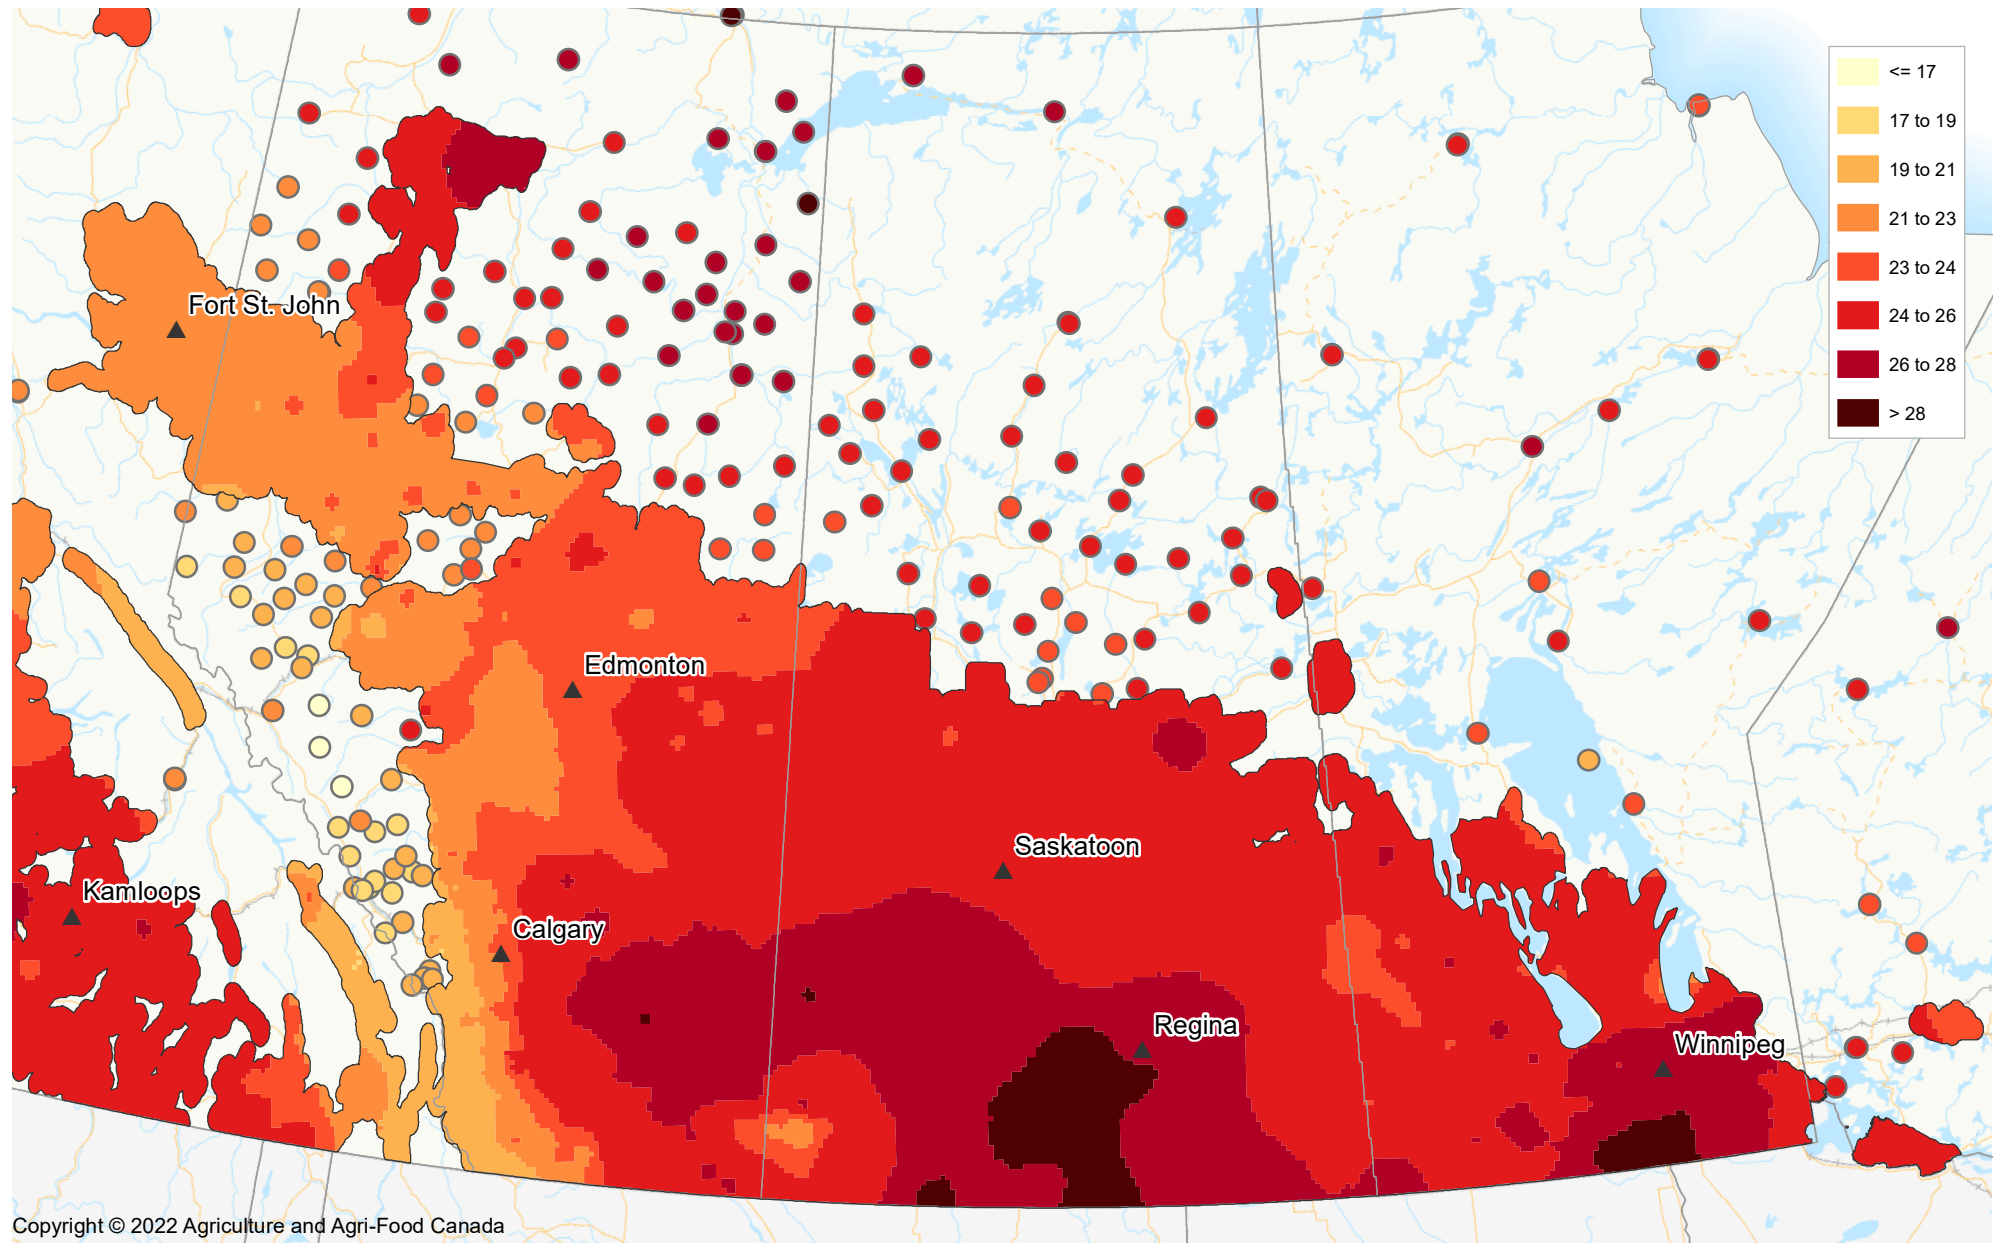 <= 17
17 to 19
19 to 21
21 to 23
23 to 24
24 to 26
26 to 28
> 28
Fort St. John
Edmonton
Saskatoon
Kamloops
Calgary
Regina
Winnipeg
Copyright © 2022 Agriculture and Agri-Food Canada